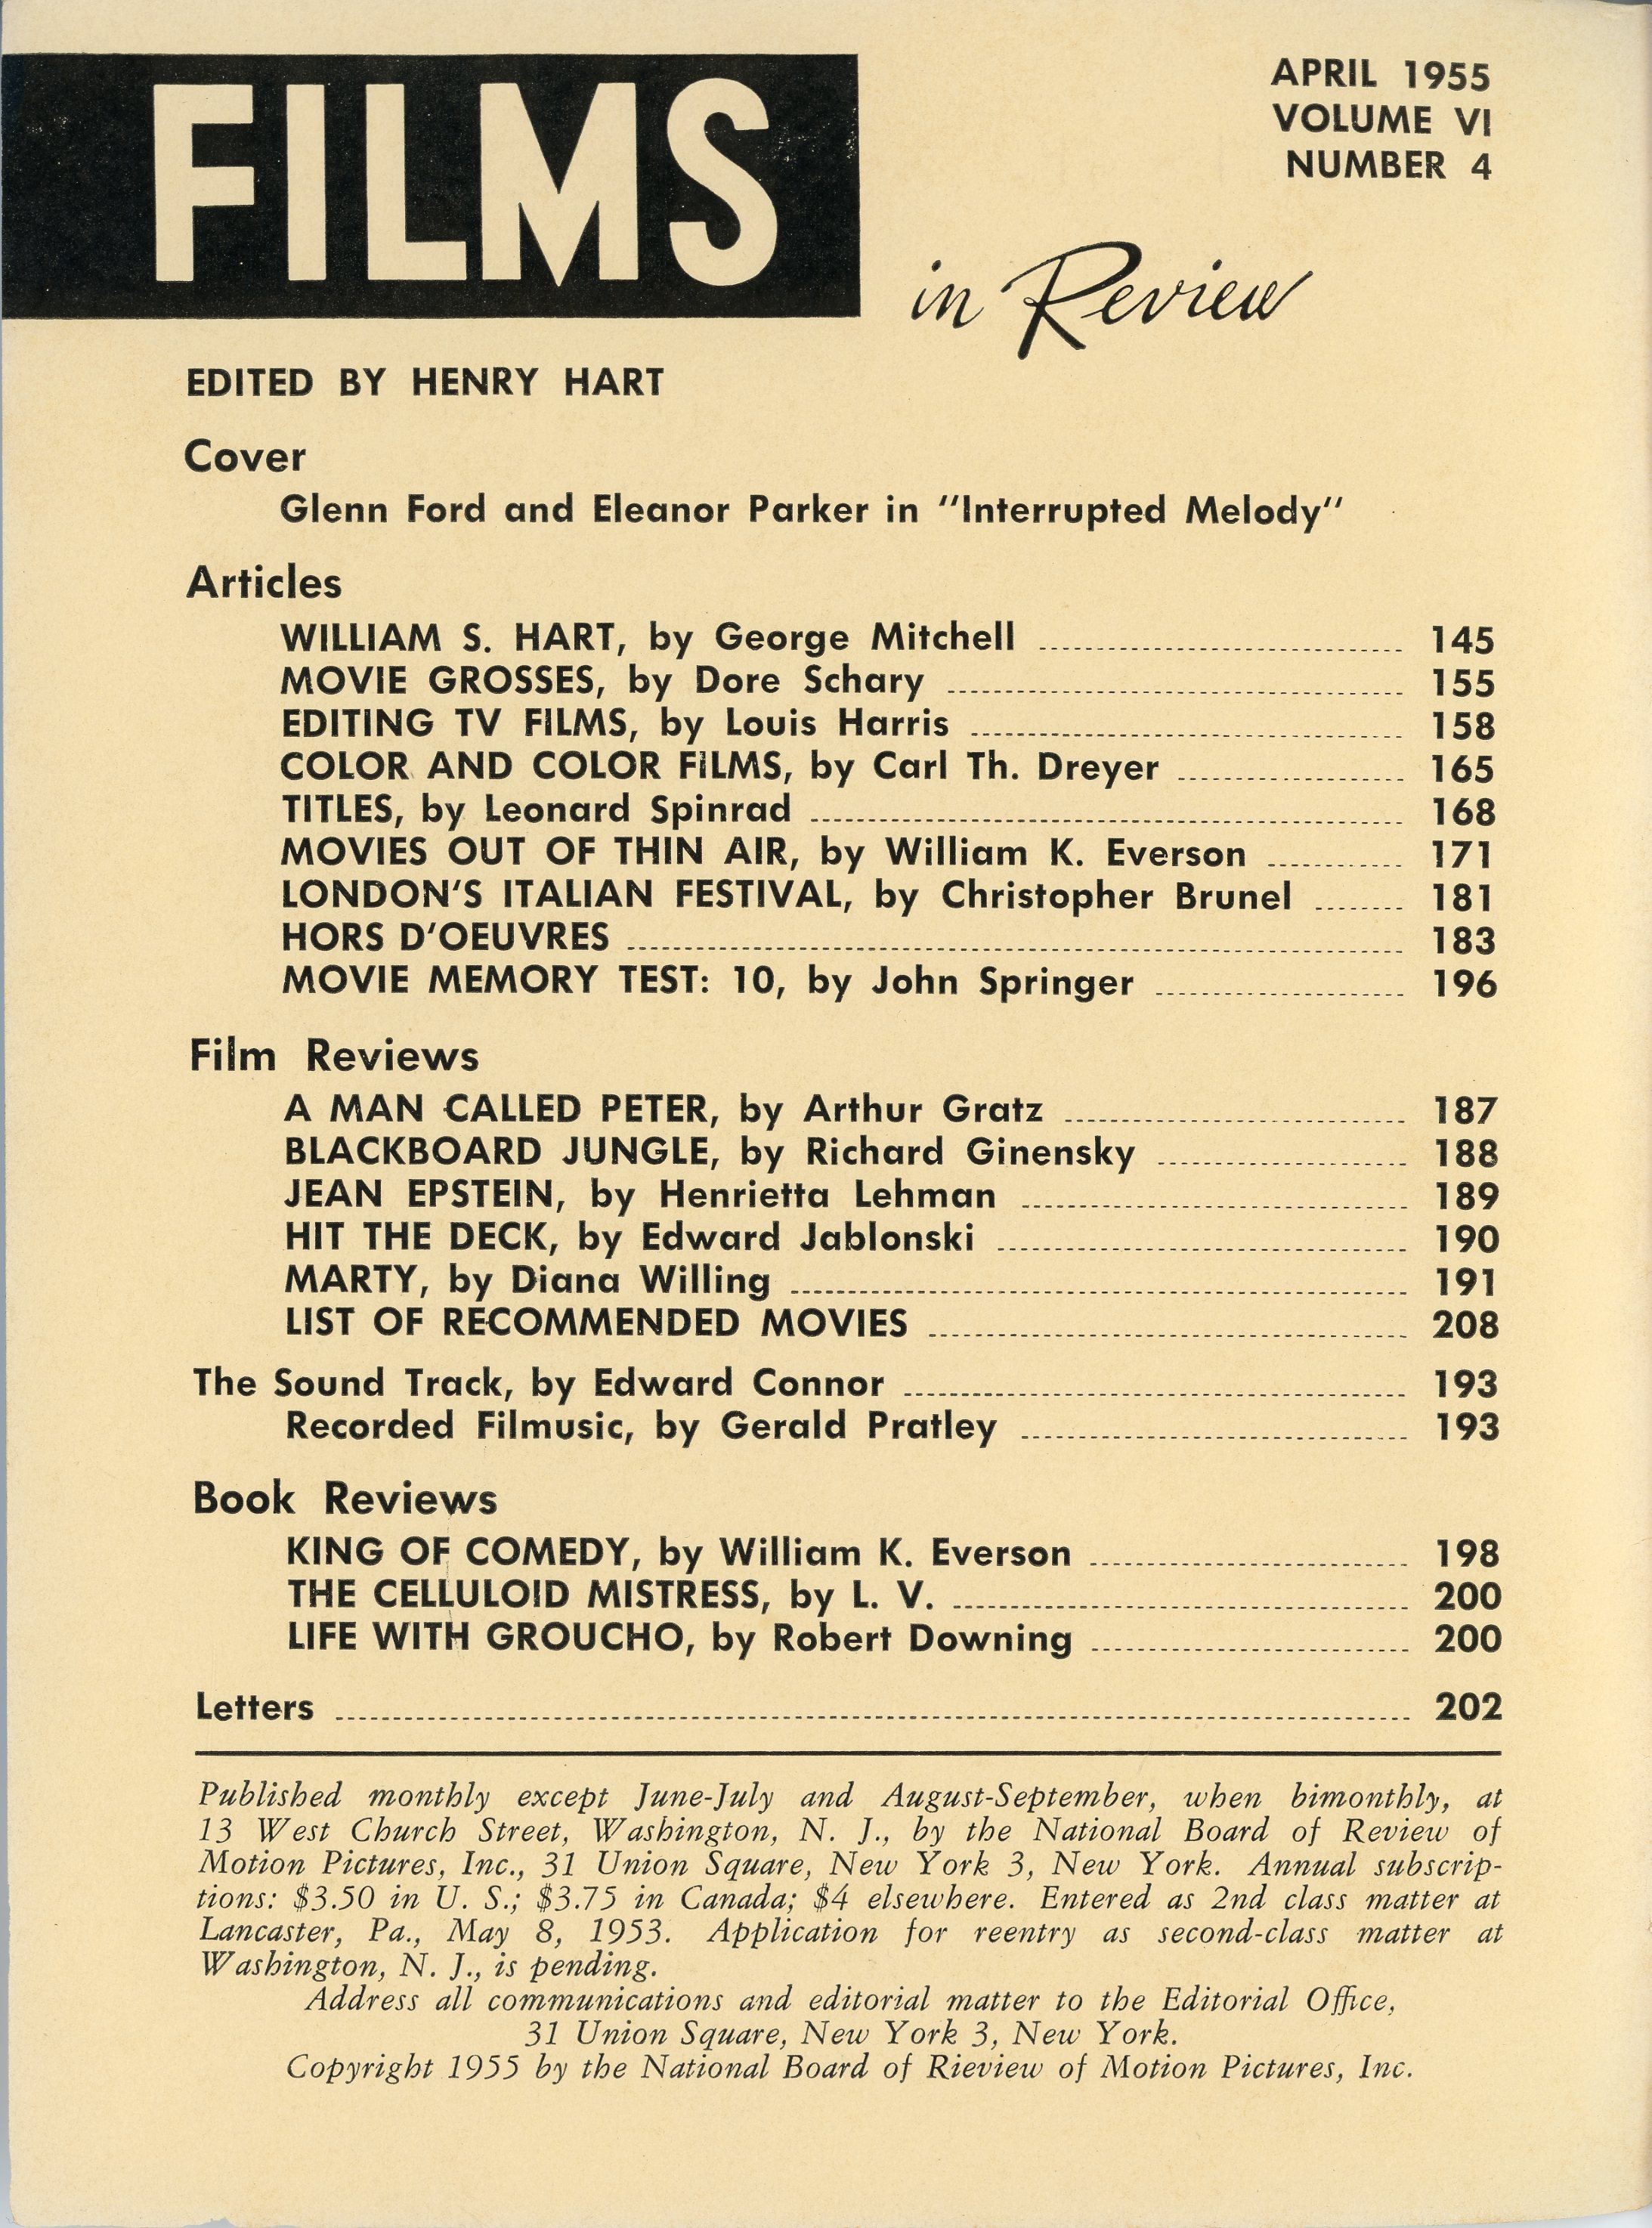 FILMS
in Review
APRIL 1955
VOLUME VI
NUMBER 4
EDITED BY HENRY HART
Cover
Glenn Ford and Eleanor Parker in "Interrupted Melody"
Articles
WILLIAM S. HART, by George Mitchell 145
MOVIE GROSSES, by Dore Schary 155
EDITING TV FILMS, by Louis Harris 158
COLOR AND COLOR FILMS, by Carl Th. Dreyer 165
TITLES, by Leonard Spinrad 168
MOVIES OUT OF THIN AIR, by William K. Everson 171
LONDON'S ITALIAN FESTIVAL, by Christopher Brunel 181
HORS D'OEUVRES 183
MOVIE MEMORY TEST: 10, by John Springer 196
Film Reviews
A MAN CALLED PETER, by Arthur Gratz 187
BLACKBOARD JUNGLE, by Richard Ginensky 188
JEAN EPSTEIN, by Henrietta Lehman 189
HIT THE DECK, by Edward Jablonski 190
MARTY, by Diana Willing 191
LIST OF RECOMMENDED MOVIES 208
The Sound Track, by Edward Connor 193
Recorded Filmusic, by Gerald Pratley 193
Book Reviews
KING OF COMEDY, by William K. Everson 198
THE CELLULOID MISTRESS, by L. V. 200
LIFE WITH GROUCHO, by Robert Downing 200
Letters 202
Published monthly except June-July and August-September, when bimonthly, at
13 West Church Street, Washington, N. J., by the National Board of Review of
Motion Pictures, Inc., 31 Union Square, New York 3, New York. Annual subscrip-
tions: $3.50 in U. S.; $3.75 in Canada; $4 elsewhere. Entered as 2nd class matter at
Lancaster, Pa., May 8, 1953. Application for reentry as second-class matter at
Washington, N. J., is pending.
Address all communications and editorial matter to the Editorial Office,
31 Union Square, New York 3, New York.
Copyright 1955 by the National Board of Rieview of Motion Pictures, Inc.